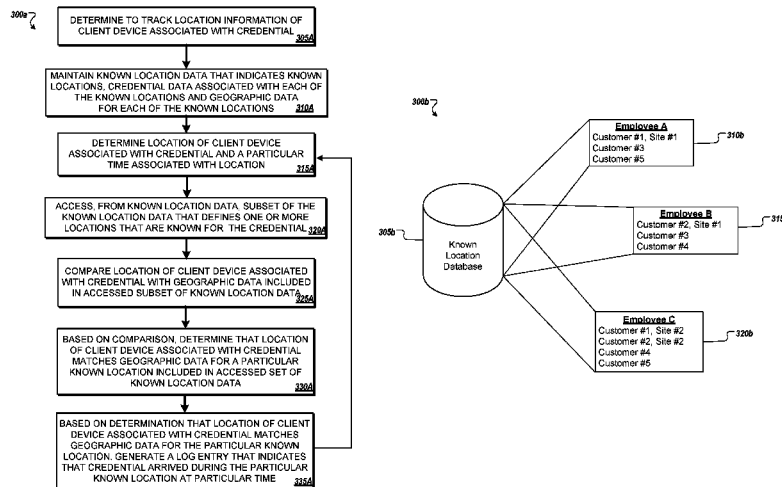 300a
DETERMINE TO TRACK LOCATION INFORMATION OF
CLIENT DEVICE ASSOCIATED WITH CREDENTIAL
305A
MAINTAIN KNOWN LOCATION DATA THAT INDICATES KNOWN
LOCATIONS, CREDENTIAL DATA ASSOCIATED WITH EACH OF
THE KNOWN LOCATIONS AND GEOGRAPHIC DATA
FOR EACH OF THE KNOWN LOCATIONS
310A
DETERMINE LOCATION OF CLIENT DEVICE
ASSOCIATED WITH CREDENTIAL AND A PARTICULAR
TIME ASSOCIATED WITH LOCATION
315A
ACCESS, FROM KNOWN LOCATION DATA, SUBSET OF THE
KNOWN LOCATION DATA THAT DEFINES ONE OR MORE
LOCATIONS THAT ARE KNOWN FOR THE CREDENTIAL
320A
COMPARE LOCATION OF CLIENT DEVICE ASSOCIATED
WITH CREDENTIAL WITH GEOGRAPHIC DATA INCLUDED
IN ACCESSED SUBSET OF KNOWN LOCATION DATA
325A
BASED ON COMPARISON, DETERMINE THAT LOCATION
OF CLIENT DEVICE ASSOCIATED WITH CREDENTIAL
MATCHES GEOGRAPHIC DATA FOR A PARTICULAR
KNOWN LOCATION INCLUDED IN ACCESSED SET OF
KNOWN LOCATION DATA
330A
BASED ON DETERMINATION THAT LOCATION OF CLIENT
DEVICE ASSOCIATED WITH CREDENTIAL MATCHES
GEOGRAPHIC DATA FOR THE PARTICULAR KNOWN
LOCATION, GENERATE A LOG ENTRY THAT INDICATES
THAT CREDENTIAL ARRIVED DURING THE PARTICULAR
KNOWN LOCATION AT PARTICULAR TIME
335A
300b
305b
Known
Location
Database
Employee A
Customer #1, Site #1
Customer #3
Customer #5
310b
Employee B
Customer #2, Site #1
Customer #3
Customer #4
315
Employee C
Customer #1, Site #2
Customer #2, Site #2
Customer #4
Customer #5
320b